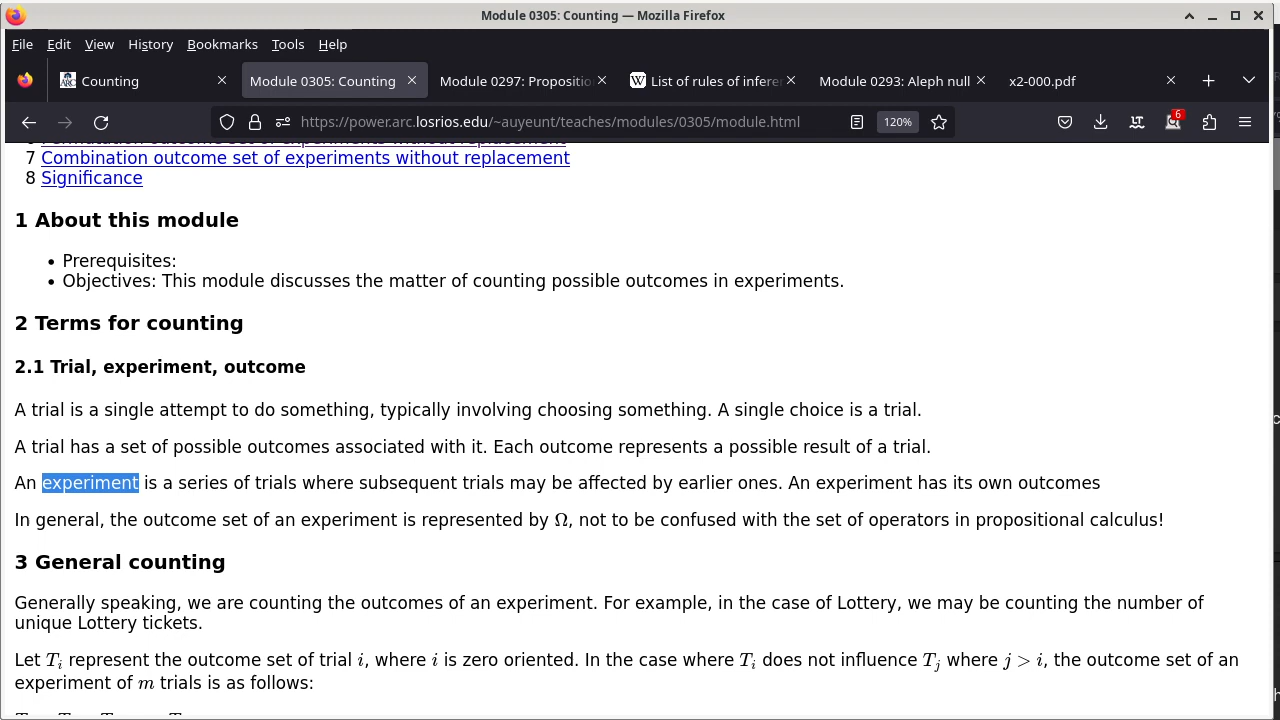 Module 0305: Counting — Mozilla Firefox
File Edit View History Bookmarks Tools Help
Counting Module 0305: Counting Module 0297: Propositio List of rules of inferen Module 0293: Aleph null x2-000.pdf
https://power.arc.losrios.edu/~auyeunt/teaches/modules/0305/module.html 120% 6
7 Combination outcome set of experiments without replacement
8 Significance
1 About this module
• Prerequisites:
• Objectives: This module discusses the matter of counting possible outcomes in experiments.
2 Terms for counting
2.1 Trial, experiment, outcome
A trial is a single attempt to do something, typically involving choosing something. A single choice is a trial.
A trial has a set of possible outcomes associated with it. Each outcome represents a possible result of a trial.
An experiment is a series of trials where subsequent trials may be affected by earlier ones. An experiment has its own outcomes
In general, the outcome set of an experiment is represented by Ω, not to be confused with the set of operators in propositional calculus!
3 General counting
Generally speaking, we are counting the outcomes of an experiment. For example, in the case of Lottery, we may be counting the number of
unique Lottery tickets.
Let Tᵢ represent the outcome set of trial i, where i is zero oriented. In the case where Tᵢ does not influence Tⱼ where j > i, the outcome set of an
experiment of m trials is as follows: